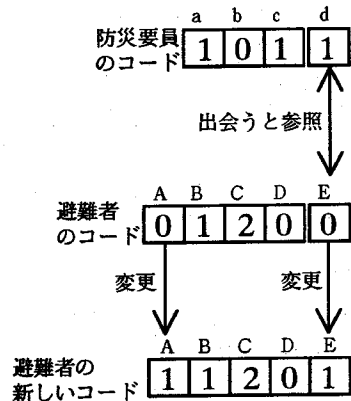 a b c d
防災要員
のコード
1 0 1 1
出会うと参照
A B C D E
避難者
のコード
0 1 2 0 0
変更 変更
A B C D E
避難者の
新しいコード
1 1 2 0 1